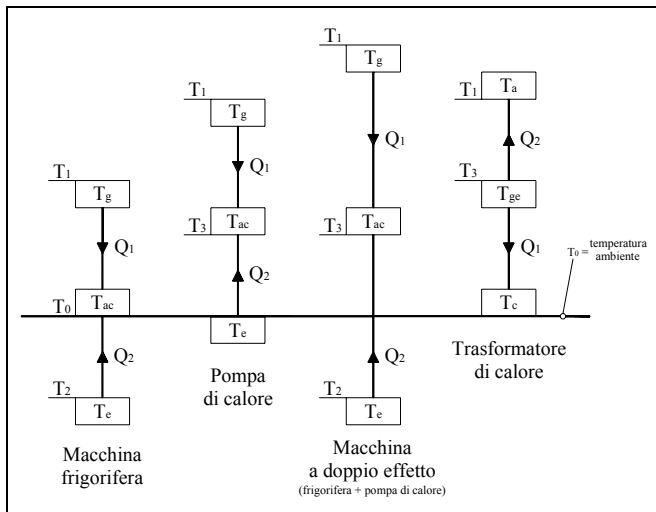 T1
Tg
Q1
T0
Tac
Q2
T2
Te
Macchina
frigorifera
T1
Tg
Q1
T3
Tac
Q2
Te
Pompa
di calore
T1
Tg
Q1
T3
Tac
Q2
T2
Te
Macchina
a doppio effetto
(frigorifera + pompa di calore)
T1
Ta
Q2
T3
Tge
Q1
Tc
Trasformatore
di calore
T0 = temperatura
ambiente